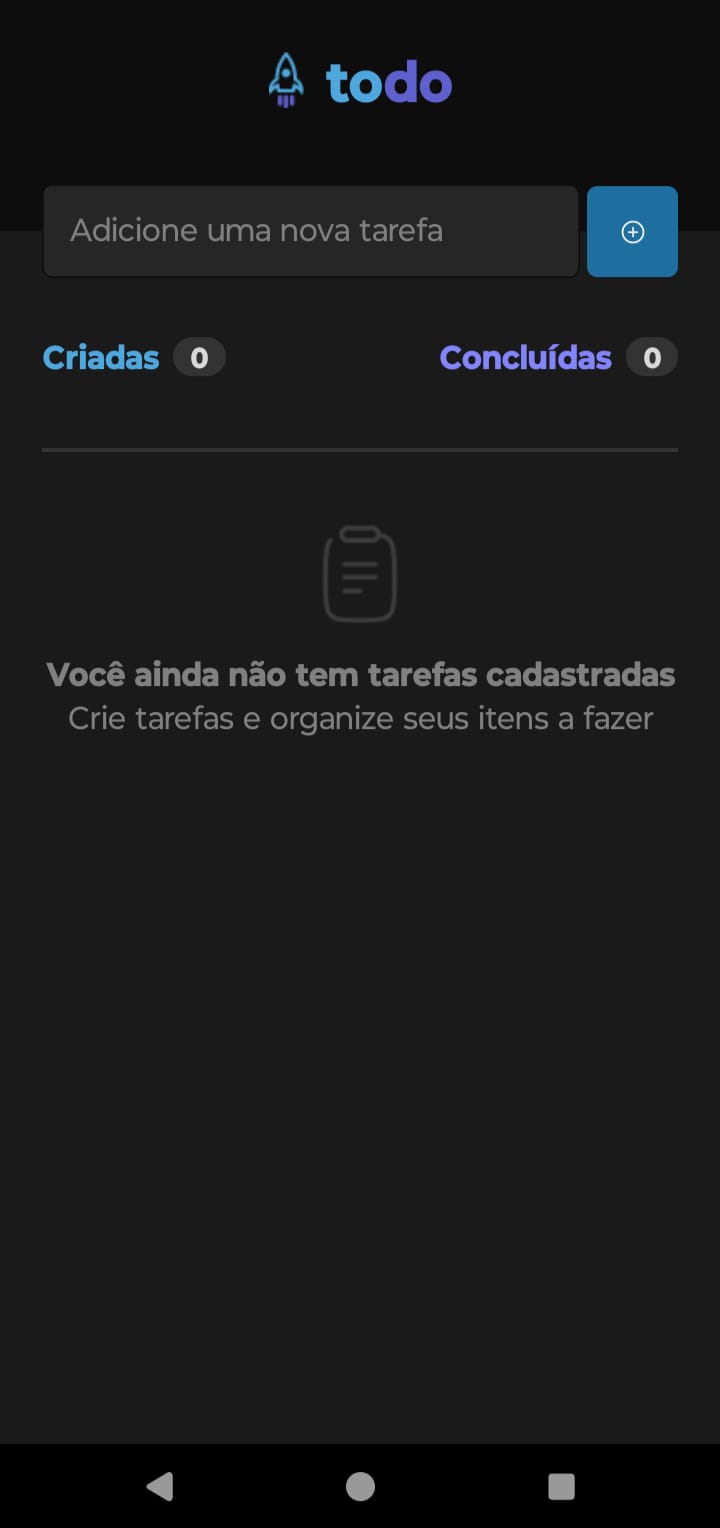 todo
Adicione uma nova tarefa
Criadas 0 Concluídas 0
Você ainda não tem tarefas cadastradas
Crie tarefas e organize seus itens a fazer